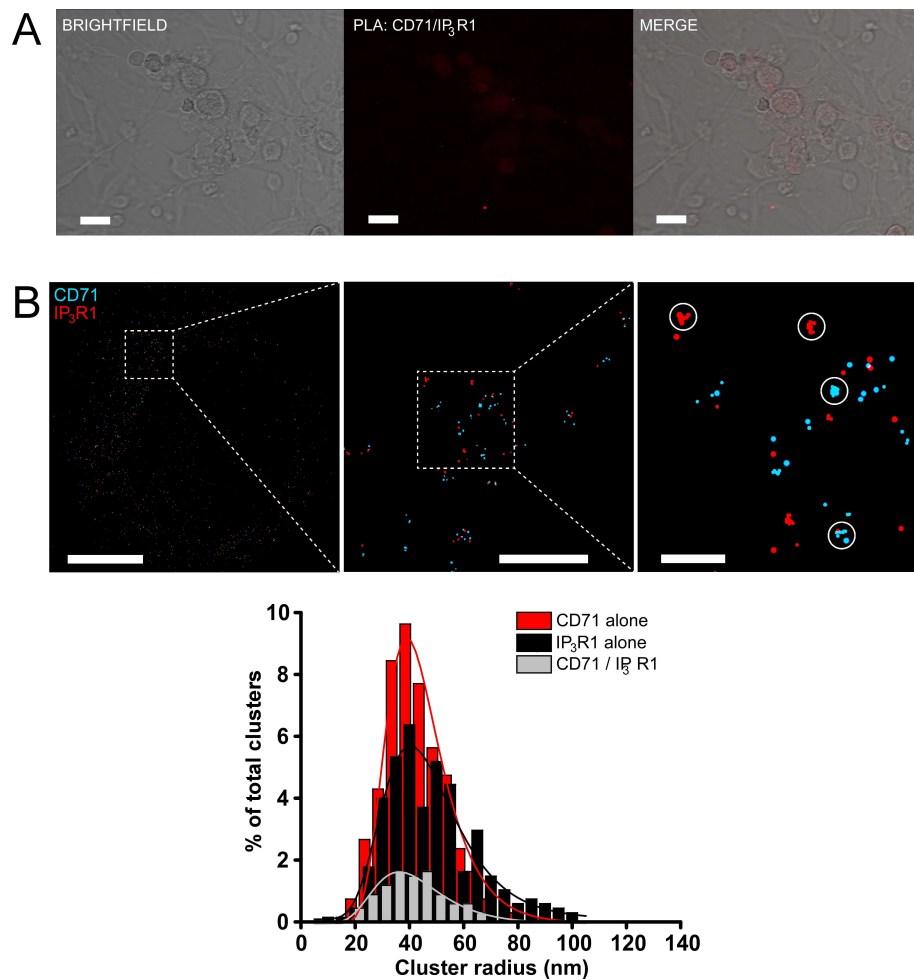 A
BRIGHTFIELD
PLA: CD71/IP3R1
MERGE
B
CD71
IP3R1
10
8
6
4
2
0
% of total clusters
CD71 alone
IP3R1 alone
CD71 / IP3 R1
0 20 40 60 80 100 120 140
Cluster radius (nm)